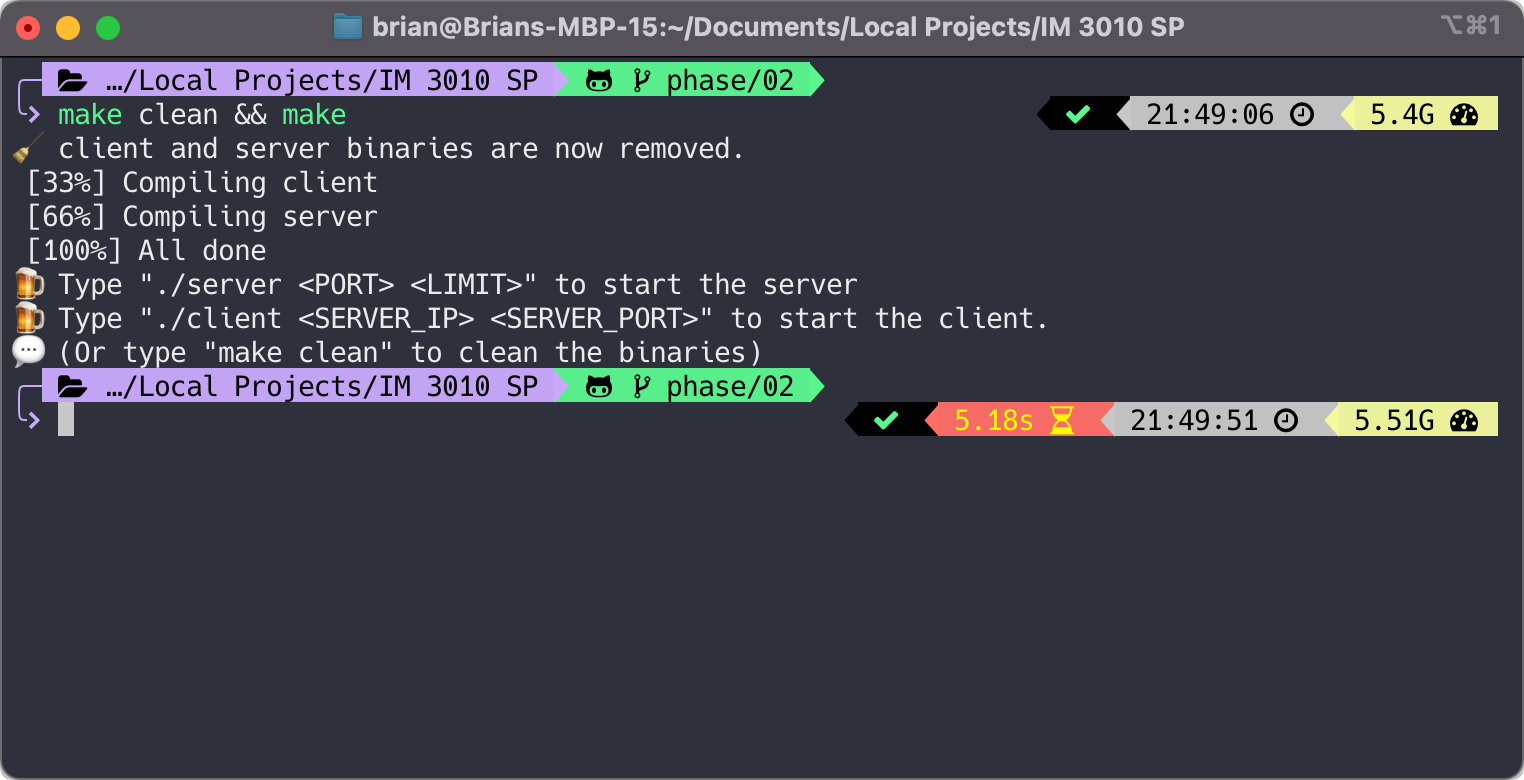 brian@Brians-MBP-15:~/Documents/Local Projects/IM 3010 SP ⌥⌘1
…/Local Projects/IM 3010 SP phase/02
make clean && make 21:49:06 5.4G
client and server binaries are now removed.
[33%] Compiling client
[66%] Compiling server
[100%] All done
Type "./server <PORT> <LIMIT>" to start the server
Type "./client <SERVER_IP> <SERVER_PORT>" to start the client.
(Or type "make clean" to clean the binaries)
…/Local Projects/IM 3010 SP phase/02
5.18s 21:49:51 5.51G